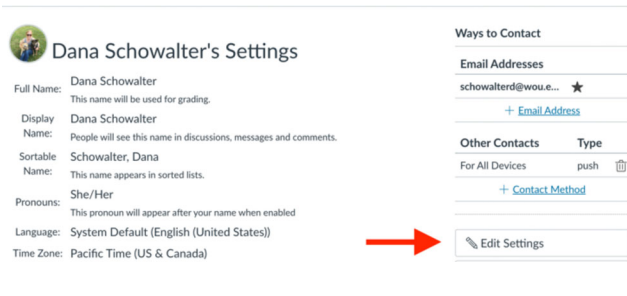 Dana Schowalter's Settings
Full Name:
Dana Schowalter
This name will be used for grading.
Display
Name:
Dana Schowalter
People will see this name in discussions, messages and comments.
Sortable
Name:
Schowalter, Dana
This name appears in sorted lists.
Pronouns:
She/Her
This pronoun will appear after your name when enabled
Language:
System Default (English (United States))
Time Zone:
Pacific Time (US & Canada)
Ways to Contact
Email Addresses
schowalterd@wou.e...
+ Email Address
Other Contacts Type
For All Devices push
+ Contact Method
Edit Settings